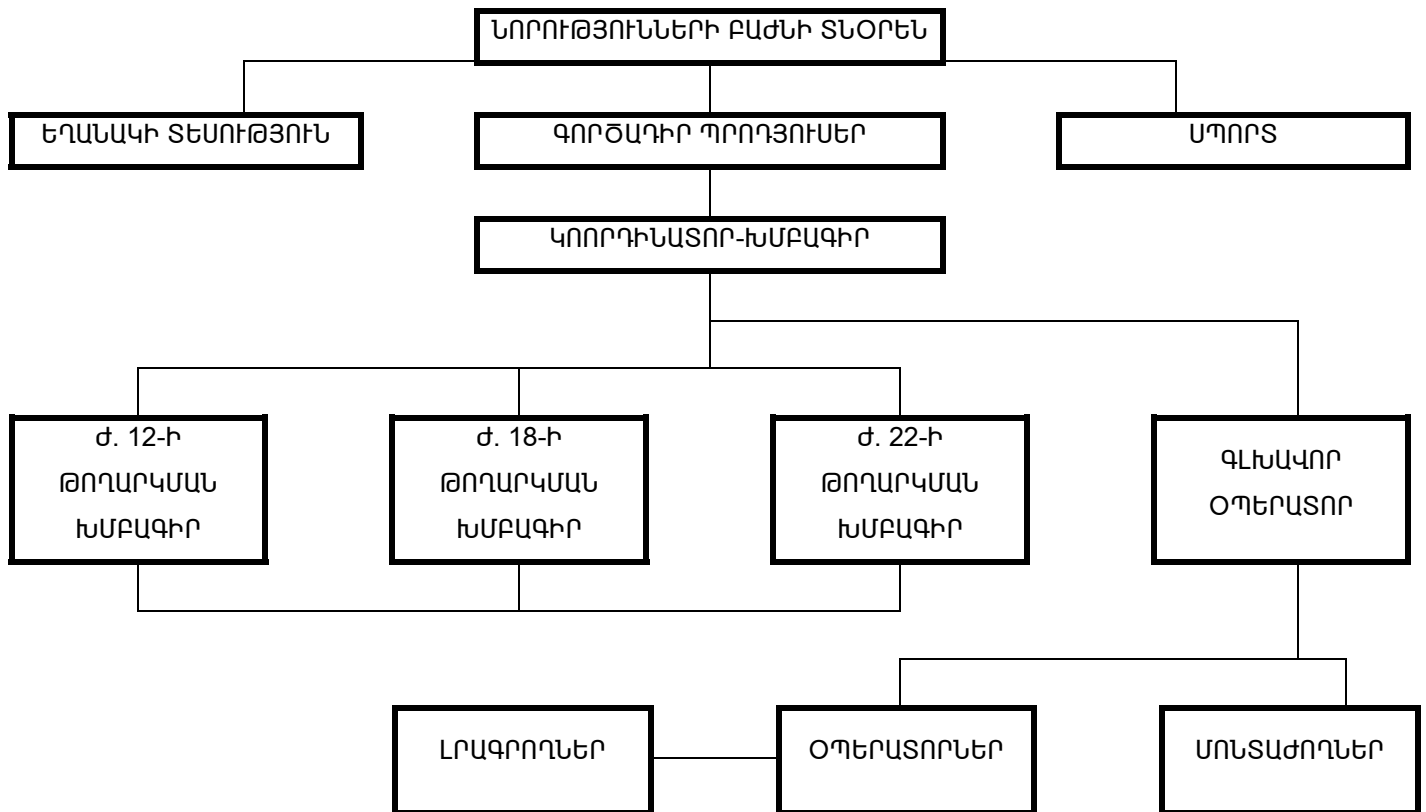 ՆՈՐՈՒԹՅՈՒՆՆԵՐԻ ԲԱԺՆԻ ՏՆՕՐԵՆ
ԵՂԱՆԱԿԻ ՏԵՍՈՒԹՅՈՒՆ
ԳՈՐԾԱԴԻՐ ՊՐՈԴՅՈՒՍԵՐ
ՍՊՈՐՏ
ԿՈՈՐԴԻՆԱՏՈՐ-ԽՄԲԱԳԻՐ
Ժ. 12-Ի
ԹՈՂԱՐԿՄԱՆ
ԽՄԲԱԳԻՐ
Ժ. 18-Ի
ԹՈՂԱՐԿՄԱՆ
ԽՄԲԱԳԻՐ
Ժ. 22-Ի
ԹՈՂԱՐԿՄԱՆ
ԽՄԲԱԳԻՐ
ԳԼԽԱՎՈՐ
ՕՊԵՐԱՏՈՐ
ԼՐԱԳՐՈՂՆԵՐ
ՕՊԵՐԱՏՈՐՆԵՐ
ՄՈՆՏԱԺՈՂՆԵՐ